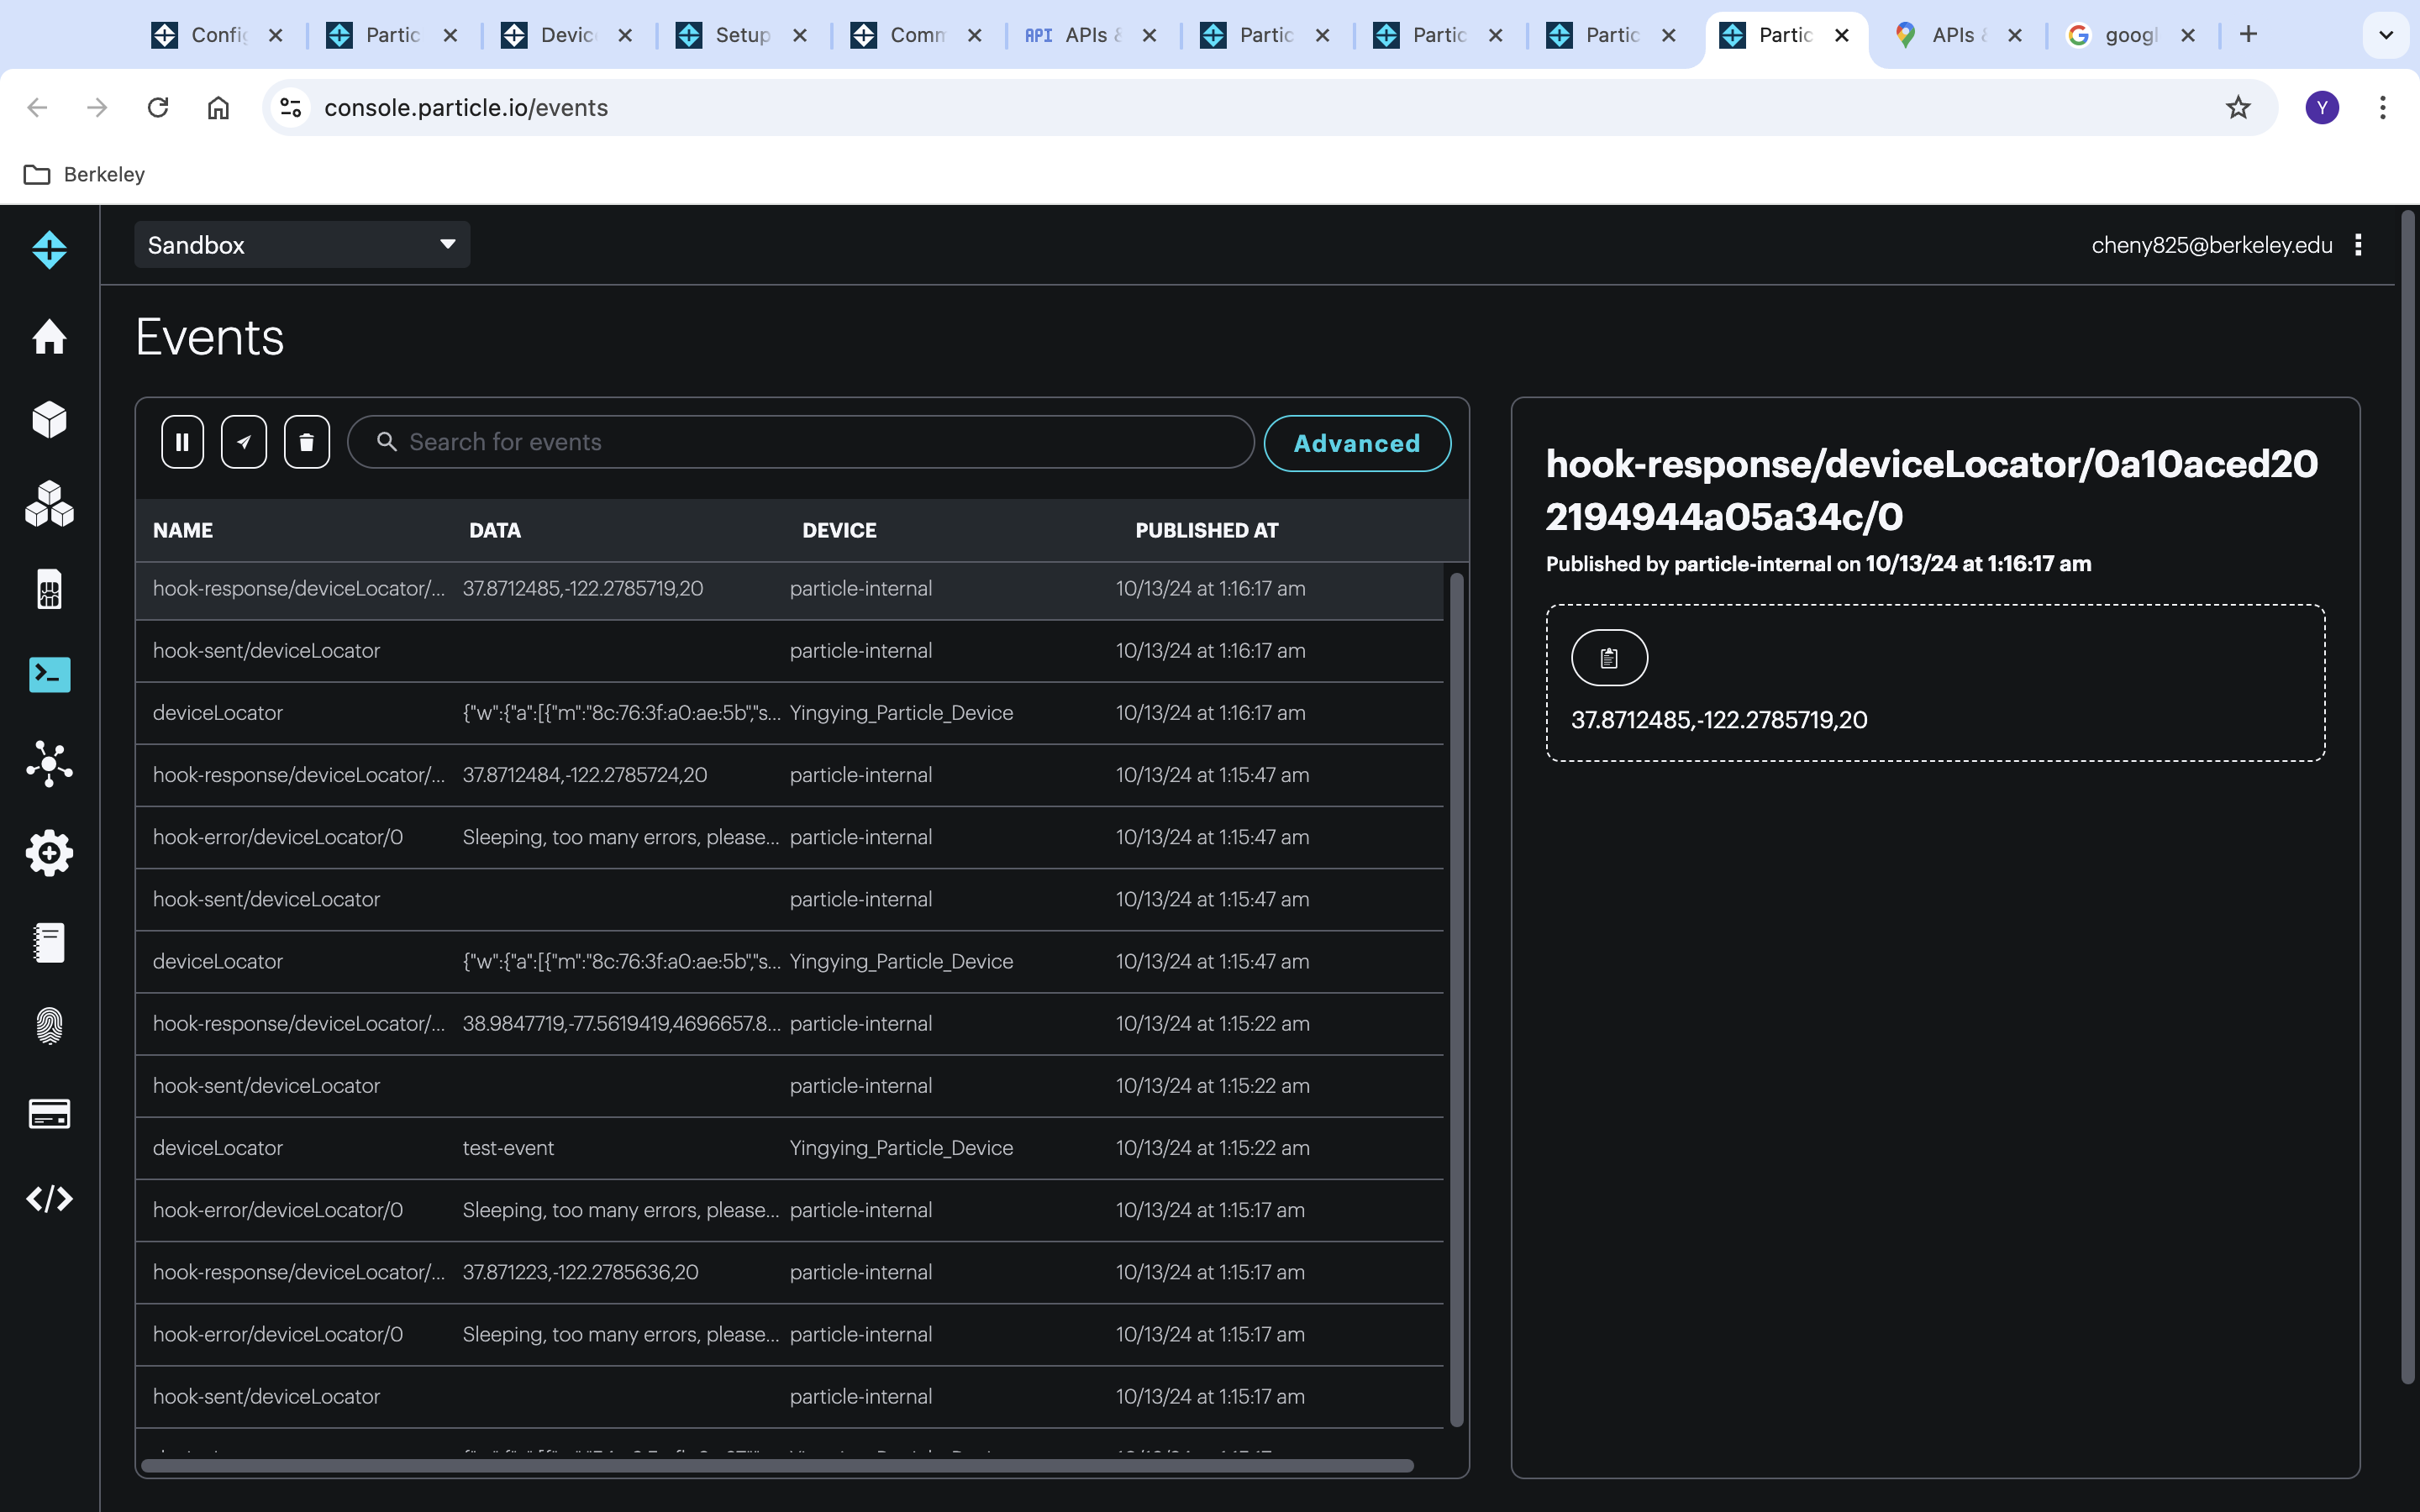 Config
Partic
Devic
Setup
Comm
API APIs &
Partic
Partic
Partic
Partic
APIs &
googl
console.particle.io/events
Y
Berkeley
Sandbox
cheny825@berkeley.edu
Events
Search for events
Advanced
NAME DATA DEVICE PUBLISHED AT
hook-response/deviceLocator/... 37.8712485,-122.2785719,20 particle-internal 10/13/24 at 1:16:17 am
hook-sent/deviceLocator particle-internal 10/13/24 at 1:16:17 am
deviceLocator {"w":{"a":[{"m":"8c:76:3f:a0:ae:5b","s... Yingying_Particle_Device 10/13/24 at 1:16:17 am
hook-response/deviceLocator/... 37.8712484,-122.2785724,20 particle-internal 10/13/24 at 1:15:47 am
hook-error/deviceLocator/0 Sleeping, too many errors, please... particle-internal 10/13/24 at 1:15:47 am
hook-sent/deviceLocator particle-internal 10/13/24 at 1:15:47 am
deviceLocator {"w":{"a":[{"m":"8c:76:3f:a0:ae:5b","s... Yingying_Particle_Device 10/13/24 at 1:15:47 am
hook-response/deviceLocator/... 38.9847719,-77.5619419,4696657.8... particle-internal 10/13/24 at 1:15:22 am
hook-sent/deviceLocator particle-internal 10/13/24 at 1:15:22 am
deviceLocator test-event Yingying_Particle_Device 10/13/24 at 1:15:22 am
hook-error/deviceLocator/0 Sleeping, too many errors, please... particle-internal 10/13/24 at 1:15:17 am
hook-response/deviceLocator/... 37.871223,-122.2785636,20 particle-internal 10/13/24 at 1:15:17 am
hook-error/deviceLocator/0 Sleeping, too many errors, please... particle-internal 10/13/24 at 1:15:17 am
hook-sent/deviceLocator particle-internal 10/13/24 at 1:15:17 am
hook-response/deviceLocator/0a10aced20
2194944a05a34c/0
Published by particle-internal on 10/13/24 at 1:16:17 am
37.8712485,-122.2785719,20